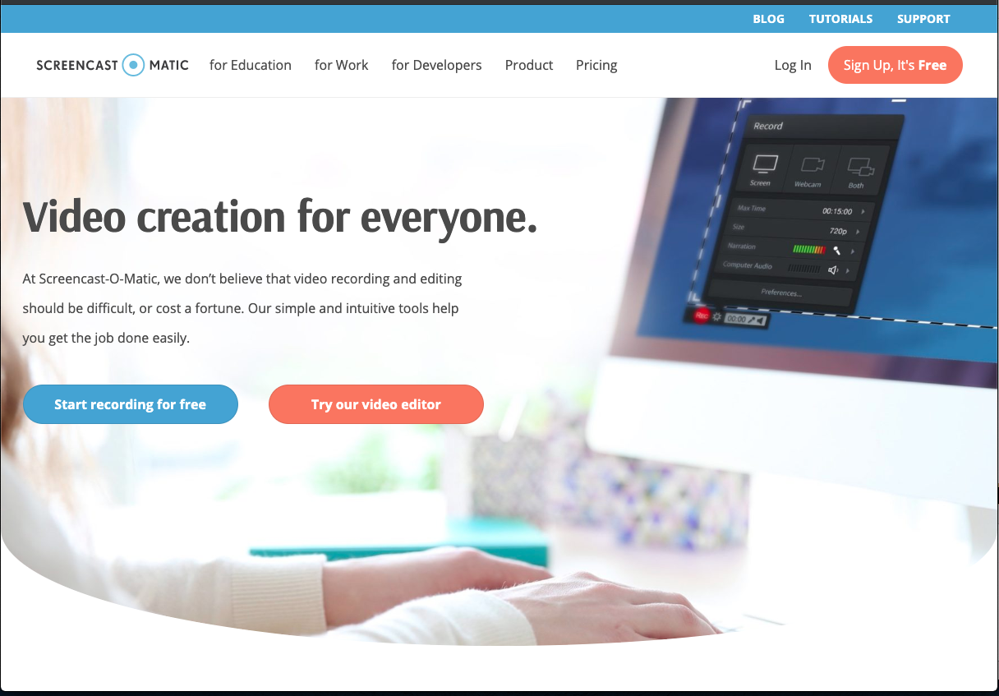 BLOG TUTORIALS SUPPORT
SCREENCAST O MATIC for Education for Work for Developers Product Pricing Log In Sign Up, It's Free
Video creation for everyone.
At Screencast-O-Matic, we don’t believe that video recording and editing
should be difficult, or cost a fortune. Our simple and intuitive tools help
you get the job done easily.
Start recording for free Try our video editor
Record
Screen Webcam Both
Max Time 00:15:00
Size 720p
Narration
Computer Audio
Preferences...
Rec 00:00